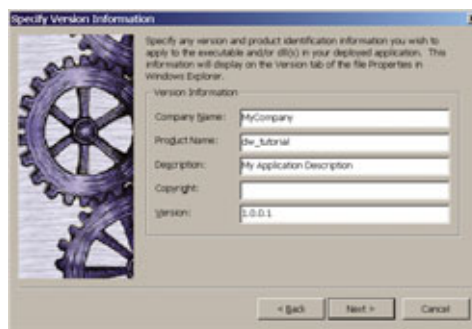 Specify Version Information
Specify any version and product identification information you wish to
apply to the executable and/or dll(s) in your deployed application. This
information will display on the Version tab of the file Properties in
Windows Explorer.
Version Information
Company Name: MyCompany
Product Name: dw_tutorial
Description: My Application Description
Copyright:
Version: 1.0.0.1
< Back Next > Cancel